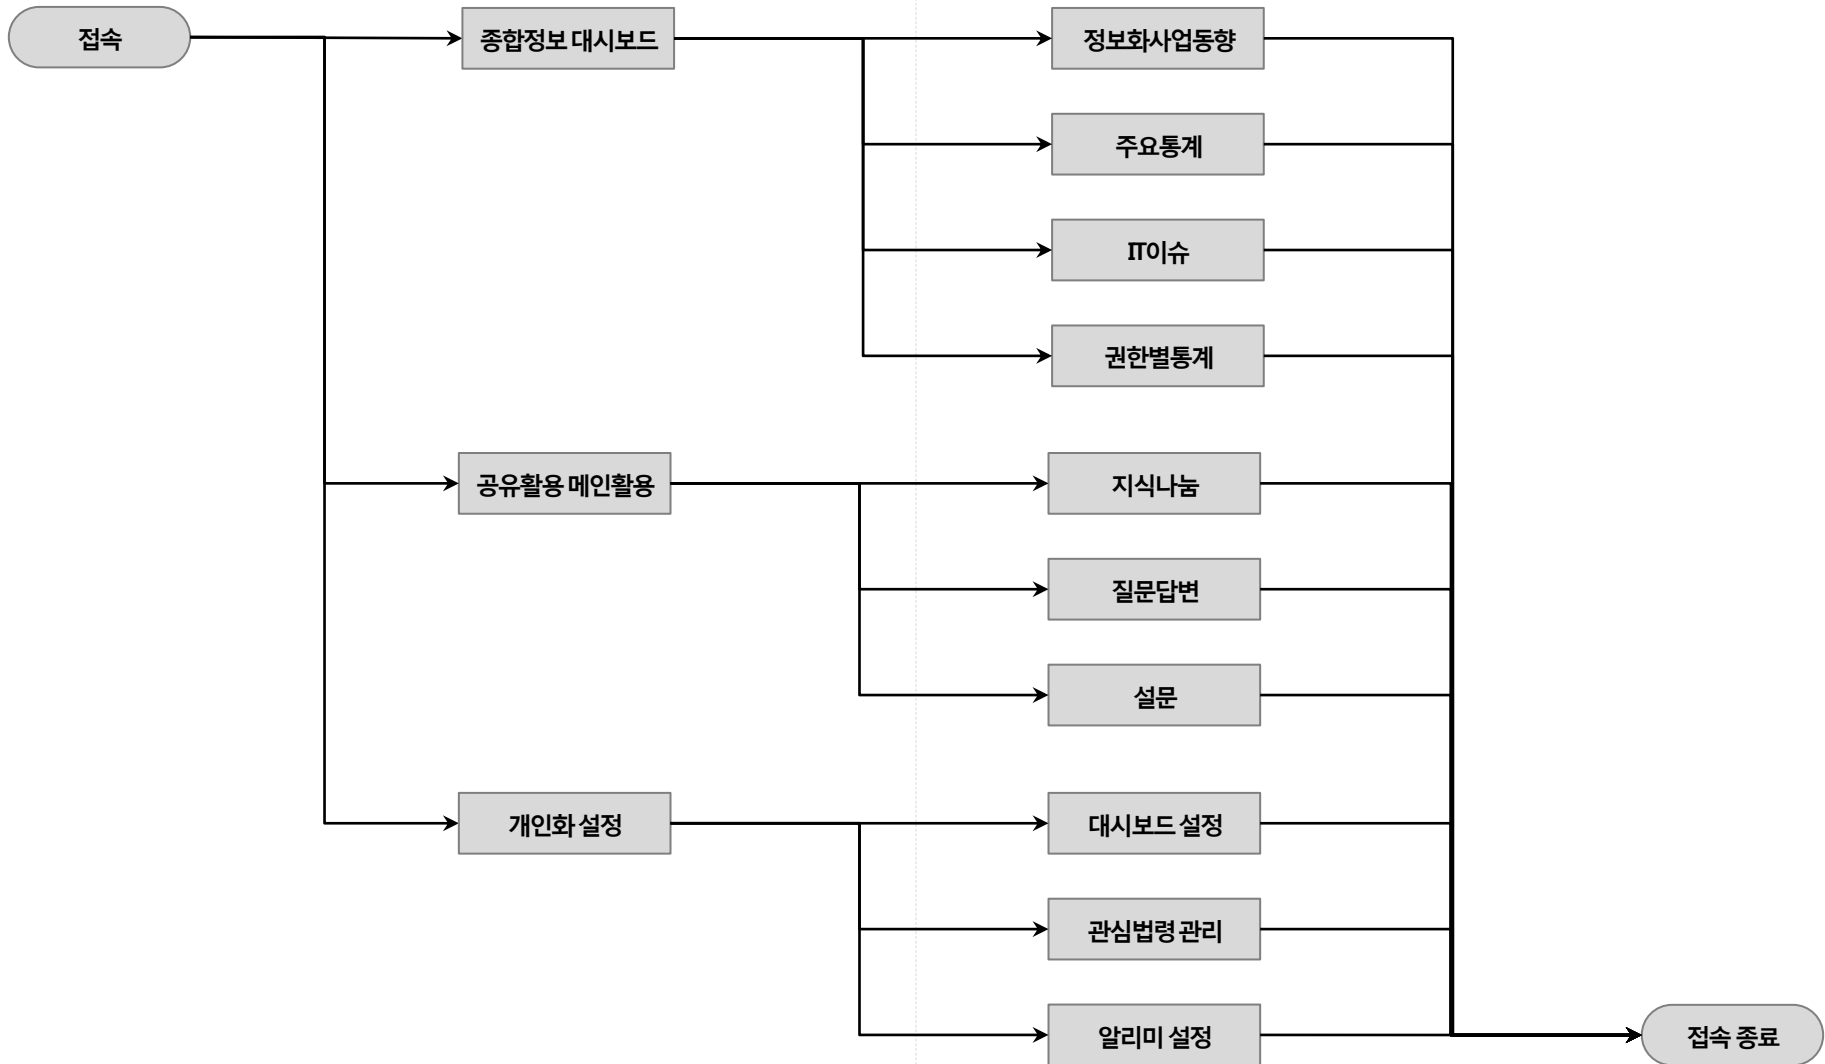 접속
종합정보 대시보드
정보화사업동향
주요통계
IT이슈
권한별통계
공유활용 메인활용
지식나눔
질문답변
설문
개인화 설정
대시보드 설정
관심법령 관리
알리미 설정
접속 종료